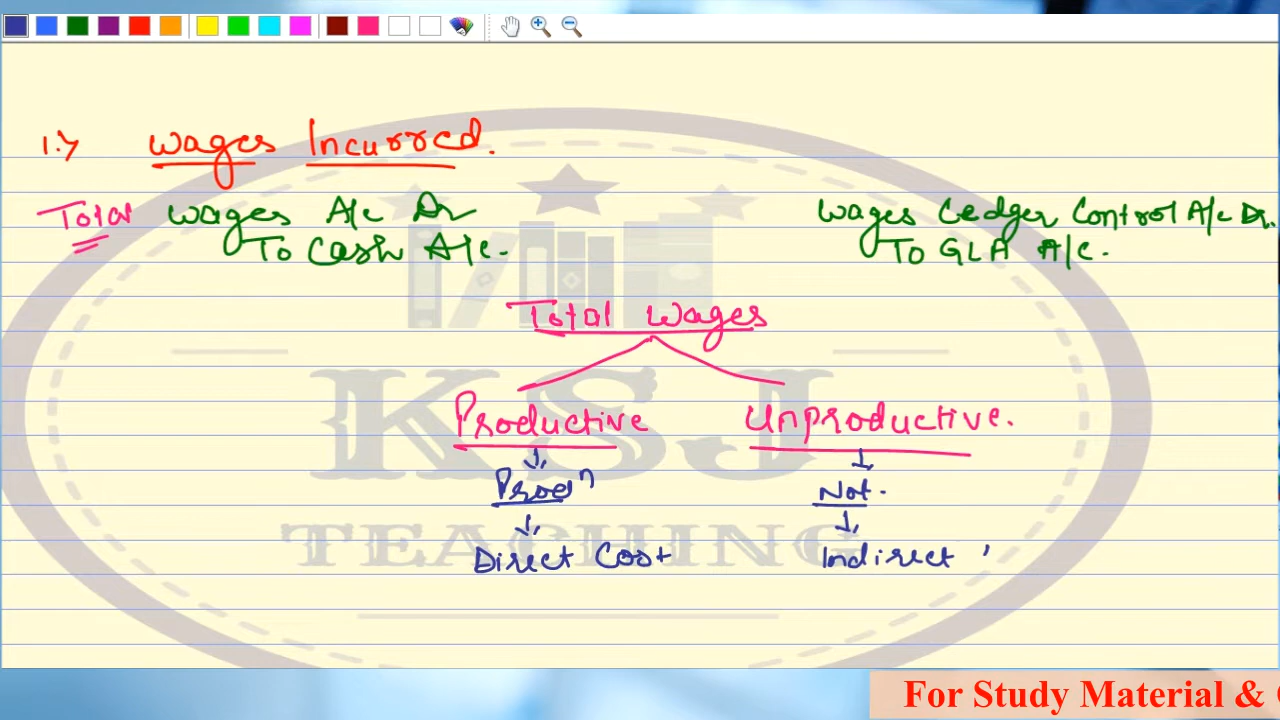 1.) Wages Incurred.
Total Wages A/c Dr
To Cash A/c.
Wages Ledger Control A/c Dr.
To GLA A/c.
Total Wages
Productive Unproductive.
Prodn Not.
Direct Cost Indirect "
KSJ
TEACHING
For Study Material &